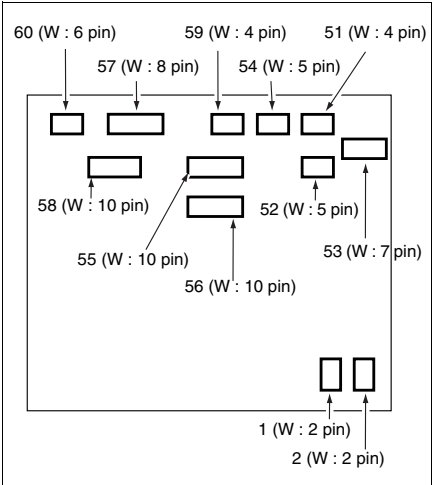 60 (W : 6 pin) 59 (W : 4 pin) 51 (W : 4 pin)
57 (W : 8 pin) 54 (W : 5 pin)
58 (W : 10 pin) 52 (W : 5 pin)
55 (W : 10 pin) 53 (W : 7 pin)
56 (W : 10 pin)
1 (W : 2 pin)
2 (W : 2 pin)